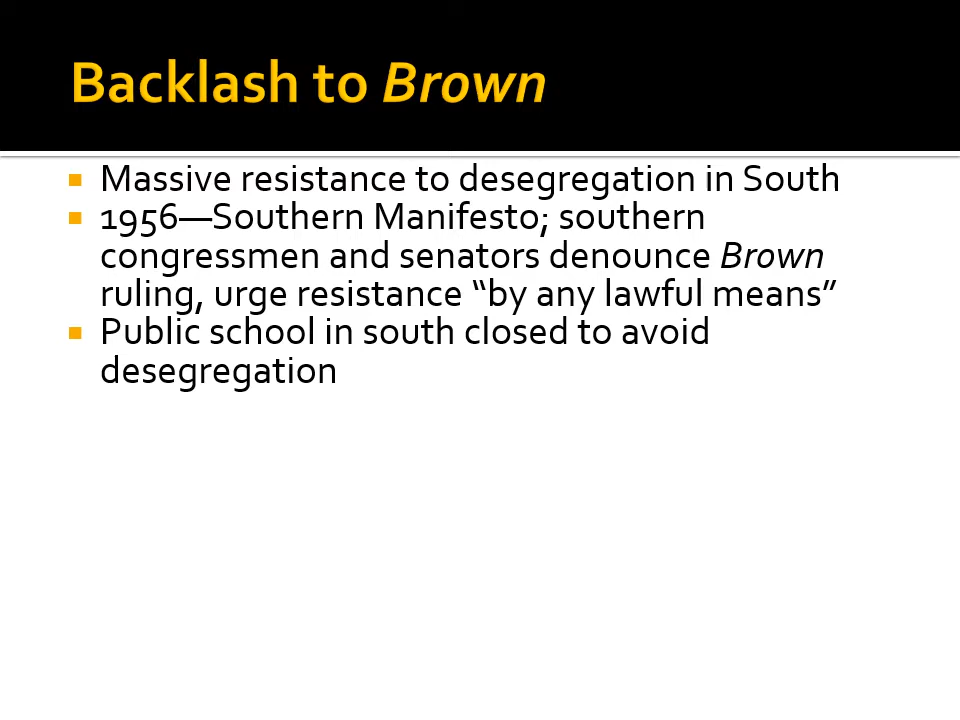 Backlash to Brown
Massive resistance to desegregation in South
1956—Southern Manifesto; southern
congressmen and senators denounce Brown
ruling, urge resistance “by any lawful means”
Public school in south closed to avoid
desegregation